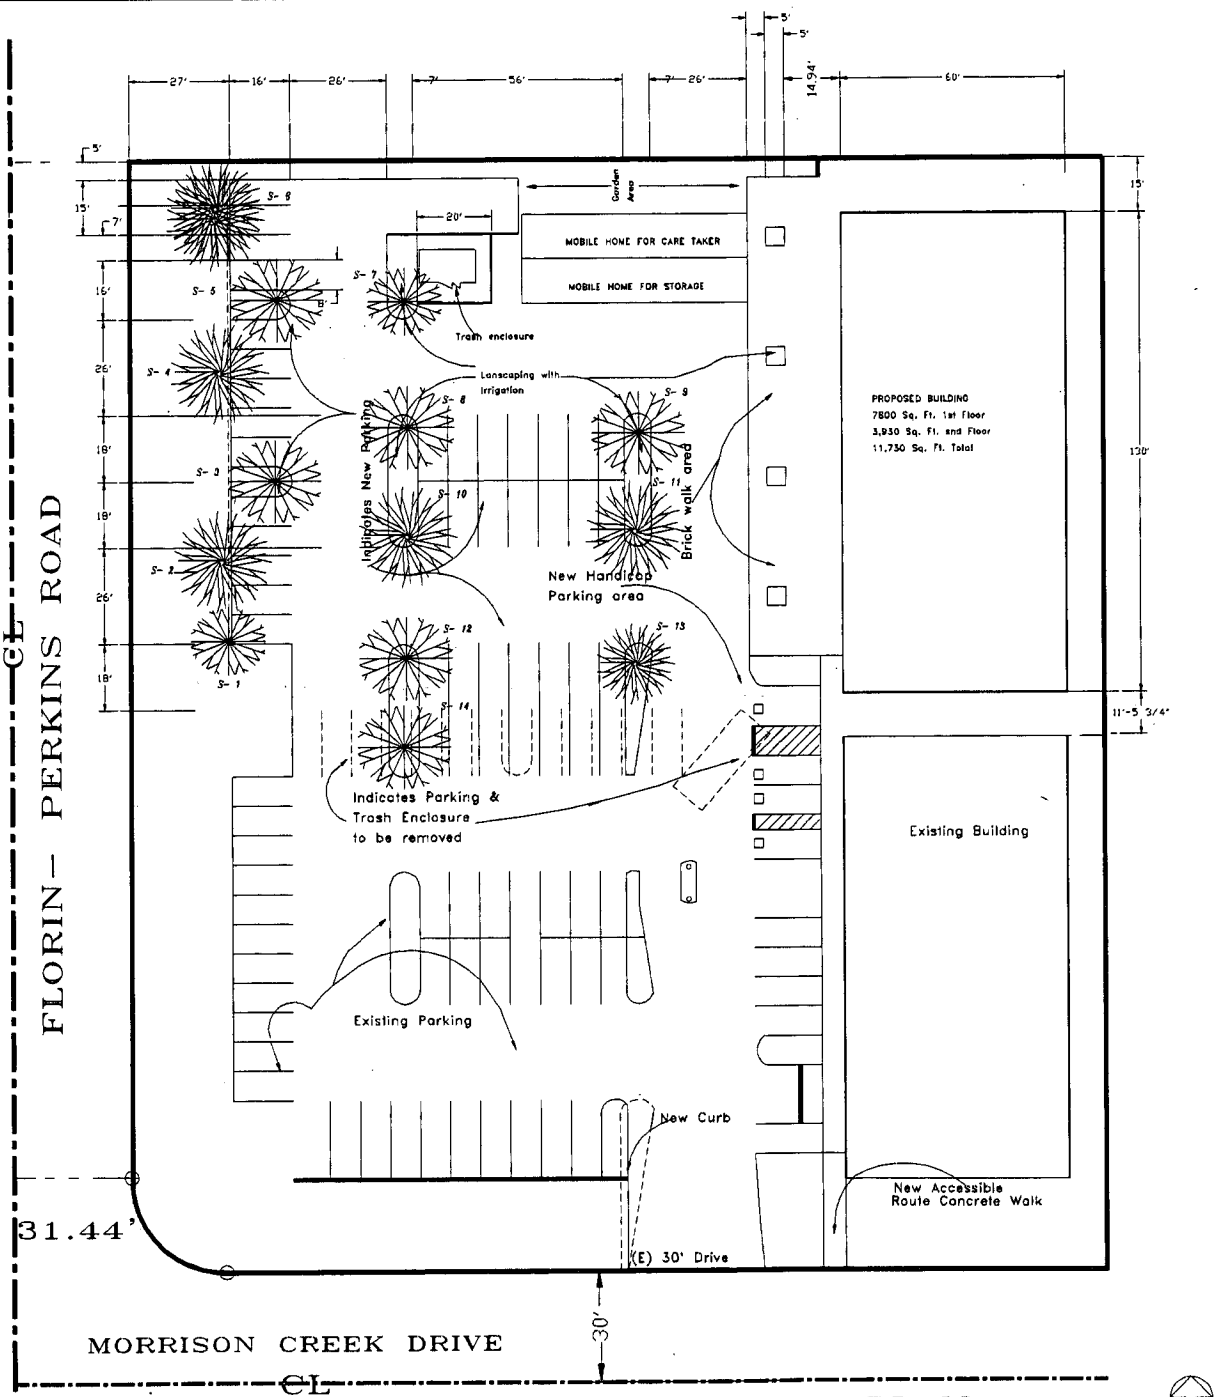 5'
5'
27'
16'
26'
7'
56'
7'
26'
14.94'
60'
5'
15'
7'
16'
26'
18'
18'
26'
18'
S- 6
S- 5
S- 7
8'
20'
Garden
Area
MOBILE HOME FOR CARE TAKER
MOBILE HOME FOR STORAGE
Trash enclosure
15'
S- 4
Lanscaping with
irrigation
S- 8
S- 9
PROPOSED BUILDING
7800 Sq. Ft. 1st Floor
3,930 Sq. Ft. and Floor
11,730 Sq. Ft. Total
130'
Indicates New Parking
S- 3
S- 10
S- 11
Brick walk area
S- 2
New Handicap
Parking area
S- 12
S- 13
S- 1
S- 14
11'-5 3/4"
Indicates Parking &
Trash Enclosure
to be removed
Existing Building
FLORIN- PERKINS ROAD
CL
Existing Parking
New Curb
New Accessible
Route Concrete Walk
31.44'
(E) 30' Drive
30'
MORRISON CREEK DRIVE
CL